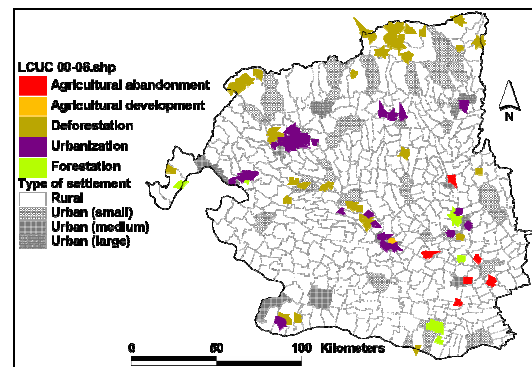 LCUC 00-06.shp
Agricultural abandonment
Agricultural development
Deforestation
Urbanization
Forestation
Type of settlement
Rural
Urban (small)
Urban (medium)
Urban (large)
N
0 50 100 Kilometers